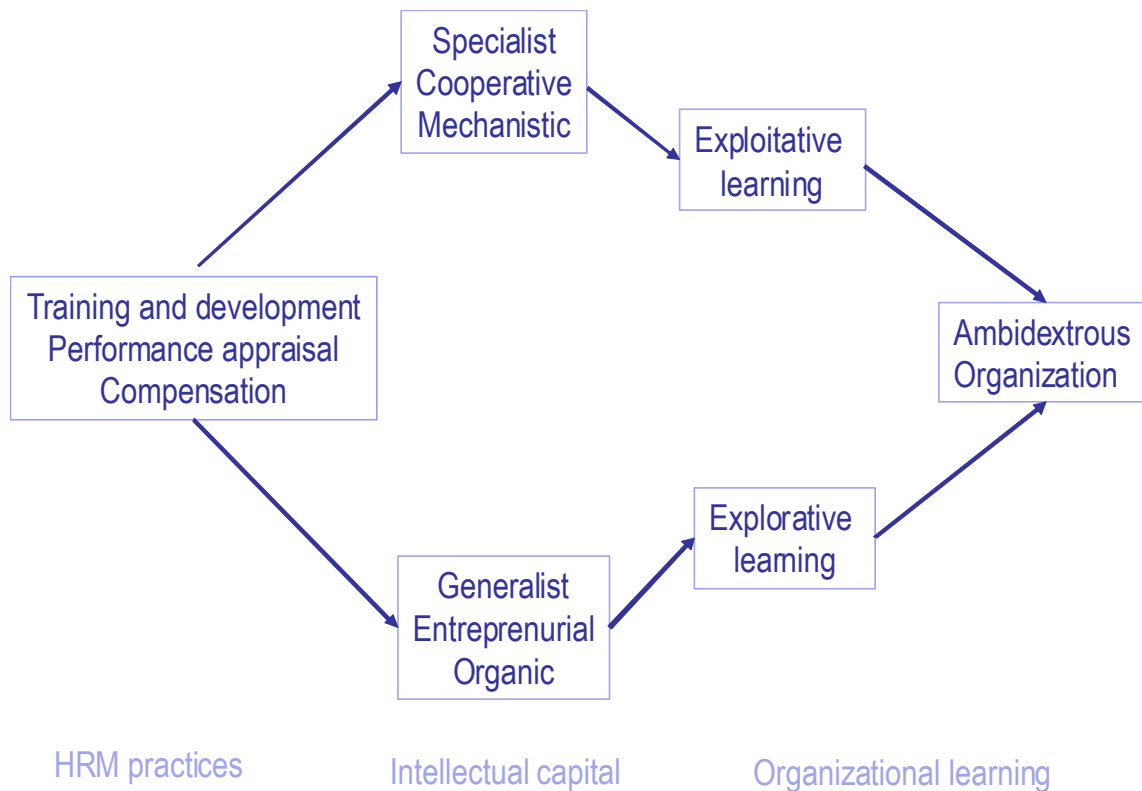 Specialist
Cooperative
Mechanistic
Exploitative
learning
Training and development
Performance appraisal
Compensation
Ambidextrous
Organization
Explorative
learning
Generalist
Entreprenurial
Organic
HRM practices
Intellectual capital
Organizational learning